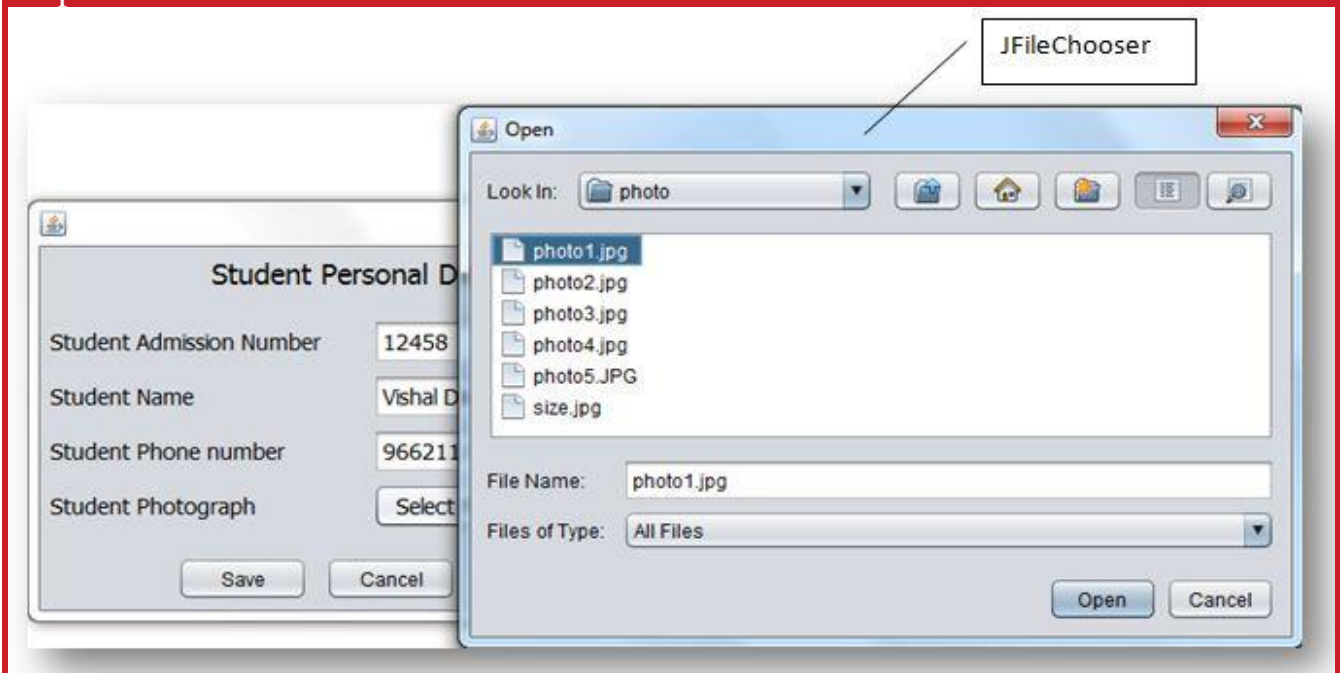 JFileChooser
Open
Look In: photo
photo1.jpg
photo2.jpg
photo3.jpg
photo4.jpg
photo5.JPG
size.jpg
File Name: photo1.jpg
Files of Type: All Files
Open Cancel
Student Personal D
Student Admission Number 12458
Student Name Vishal D
Student Phone number 966211
Student Photograph Select
Save Cancel